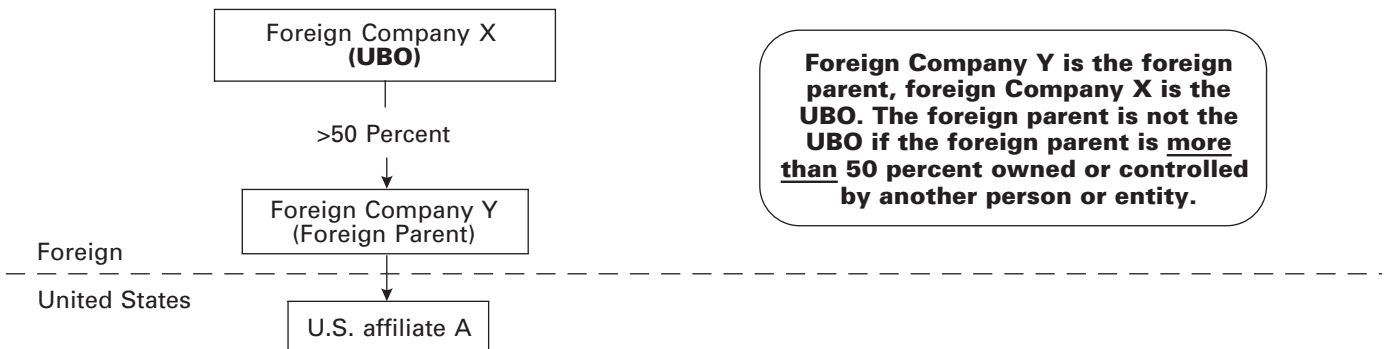 Foreign Company X
(UBO)
>50 Percent
Foreign Company Y
(Foreign Parent)
Foreign
United States
U.S. affiliate A
Foreign Company Y is the foreign
parent, foreign Company X is the
UBO. The foreign parent is not the
UBO if the foreign parent is more
than 50 percent owned or controlled
by another person or entity.